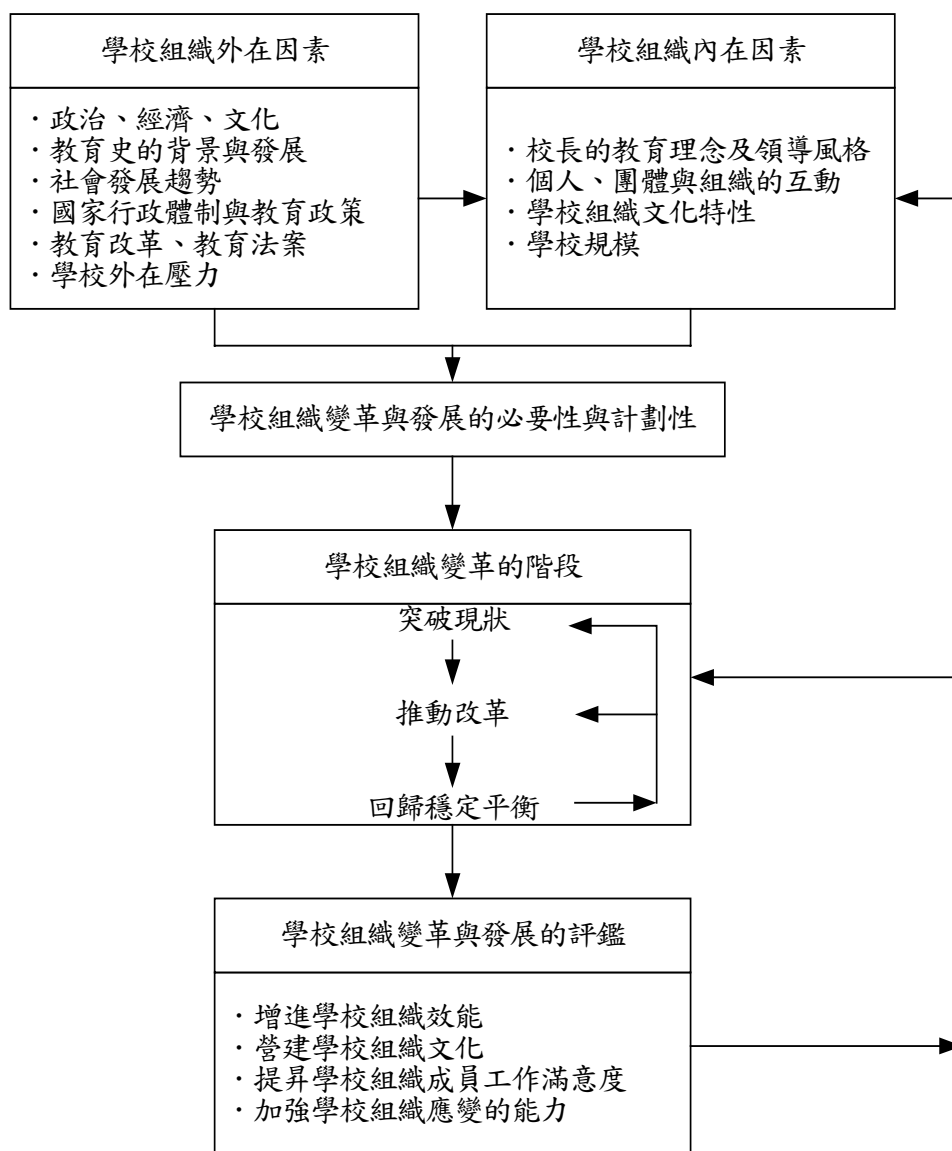 學校組織外在因素
・政治、經濟、文化
・教育史的背景與發展
・社會發展趨勢
・國家行政體制與教育政策
・教育改革、教育法案
・學校外在壓力
學校組織內在因素
・校長的教育理念及領導風格
・個人、團體與組織的互動
・學校組織文化特性
・學校規模
學校組織變革與發展的必要性與計劃性
學校組織變革的階段
突破現狀
推動改革
回歸穩定平衡
學校組織變革與發展的評鑑
・增進學校組織效能
・營建學校組織文化
・提昇學校組織成員工作滿意度
・加強學校組織應變的能力